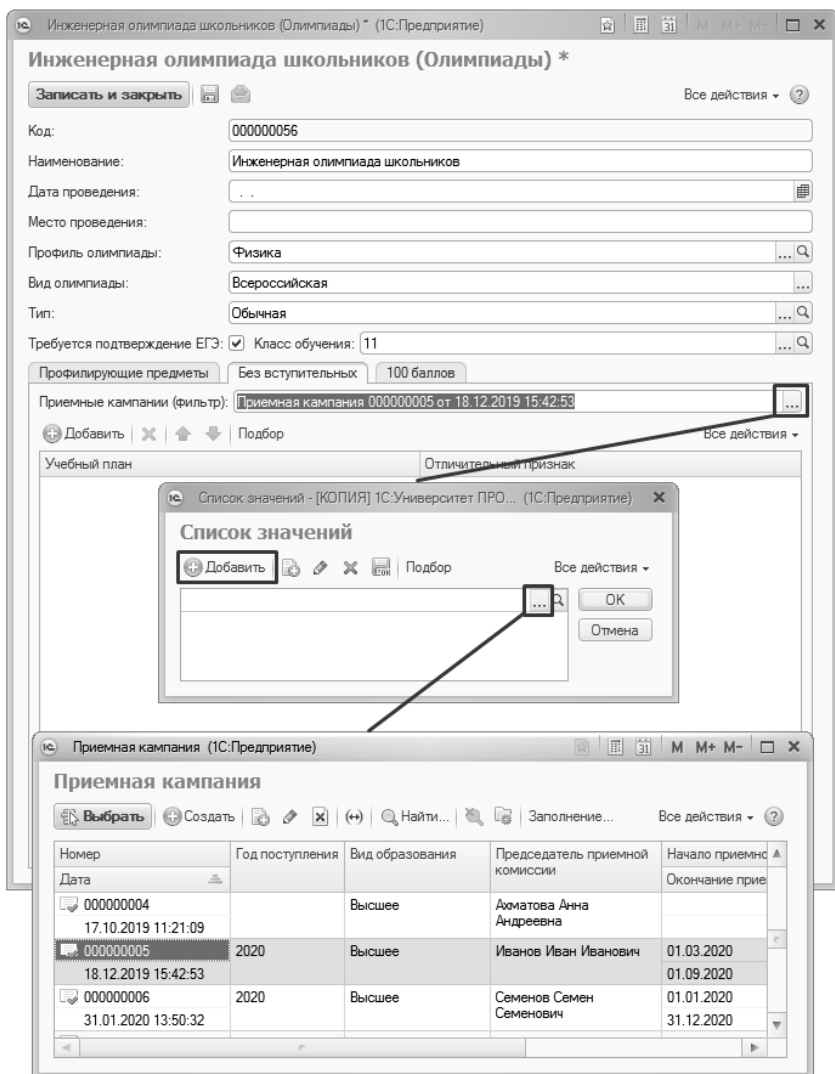 Инженерная олимпиада школьников (Олимпиады) * (1С:Предприятие) 31 M M+ M-
Инженерная олимпиада школьников (Олимпиады) *
Записать и закрыть Все действия ?
Код: 000000056
Наименование: Инженерная олимпиада школьников
Дата проведения: . .
Место проведения:
Профиль олимпиады: Физика ...
Вид олимпиады: Всероссийская ...
Тип: Обычная ...
Требуется подтверждение ЕГЭ: Класс обучения: 11 ...
Профилирующие предметы Без вступительных 100 баллов
Приемные кампании (фильтр): Приемная кампания 000000005 от 18.12.2019 15:42:53 ...
Добавить Подбор Все действия
Учебный план Отличительный признак
1С Список значений - [КОПИЯ] 1С:Университет ПРО... (1С:Предприятие)
Список значений
Добавить Подбор Все действия
... OK
Отмена
1С Приемная кампания (1С:Предприятие) 31 M M+ M-
Приемная кампания
Выбрать Создать Найти... Заполнение... Все действия ?
Номер Год поступления Вид образования Председатель приемной комиссии Начало приемнс
Дата Окончание прие
000000004 Высшее Ахматова Анна Андреевна
17.10.2019 11:21:09
000000005 2020 Высшее Иванов Иван Иванович 01.03.2020
18.12.2019 15:42:53 01.09.2020
000000006 2020 Высшее Семенов Семен Семенович 01.01.2020
31.01.2020 13:50:32 31.12.2020